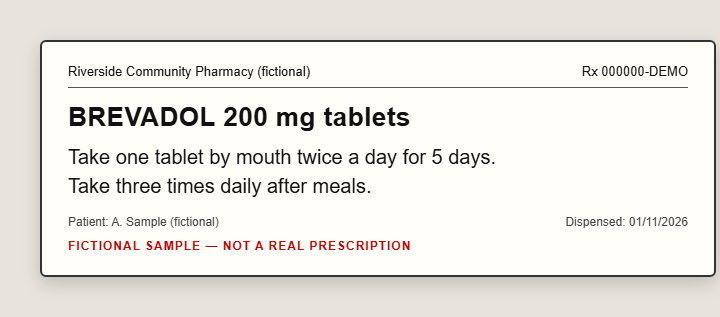 Riverside Community Pharmacy (fictional) Rx 000000-DEMO
BREVADOL 200 mg tablets
Take one tablet by mouth twice a day for 5 days.
Take three times daily after meals.
Patient: A. Sample (fictional) Dispensed: 01/11/2026
FICTIONAL SAMPLE — NOT A REAL PRESCRIPTION